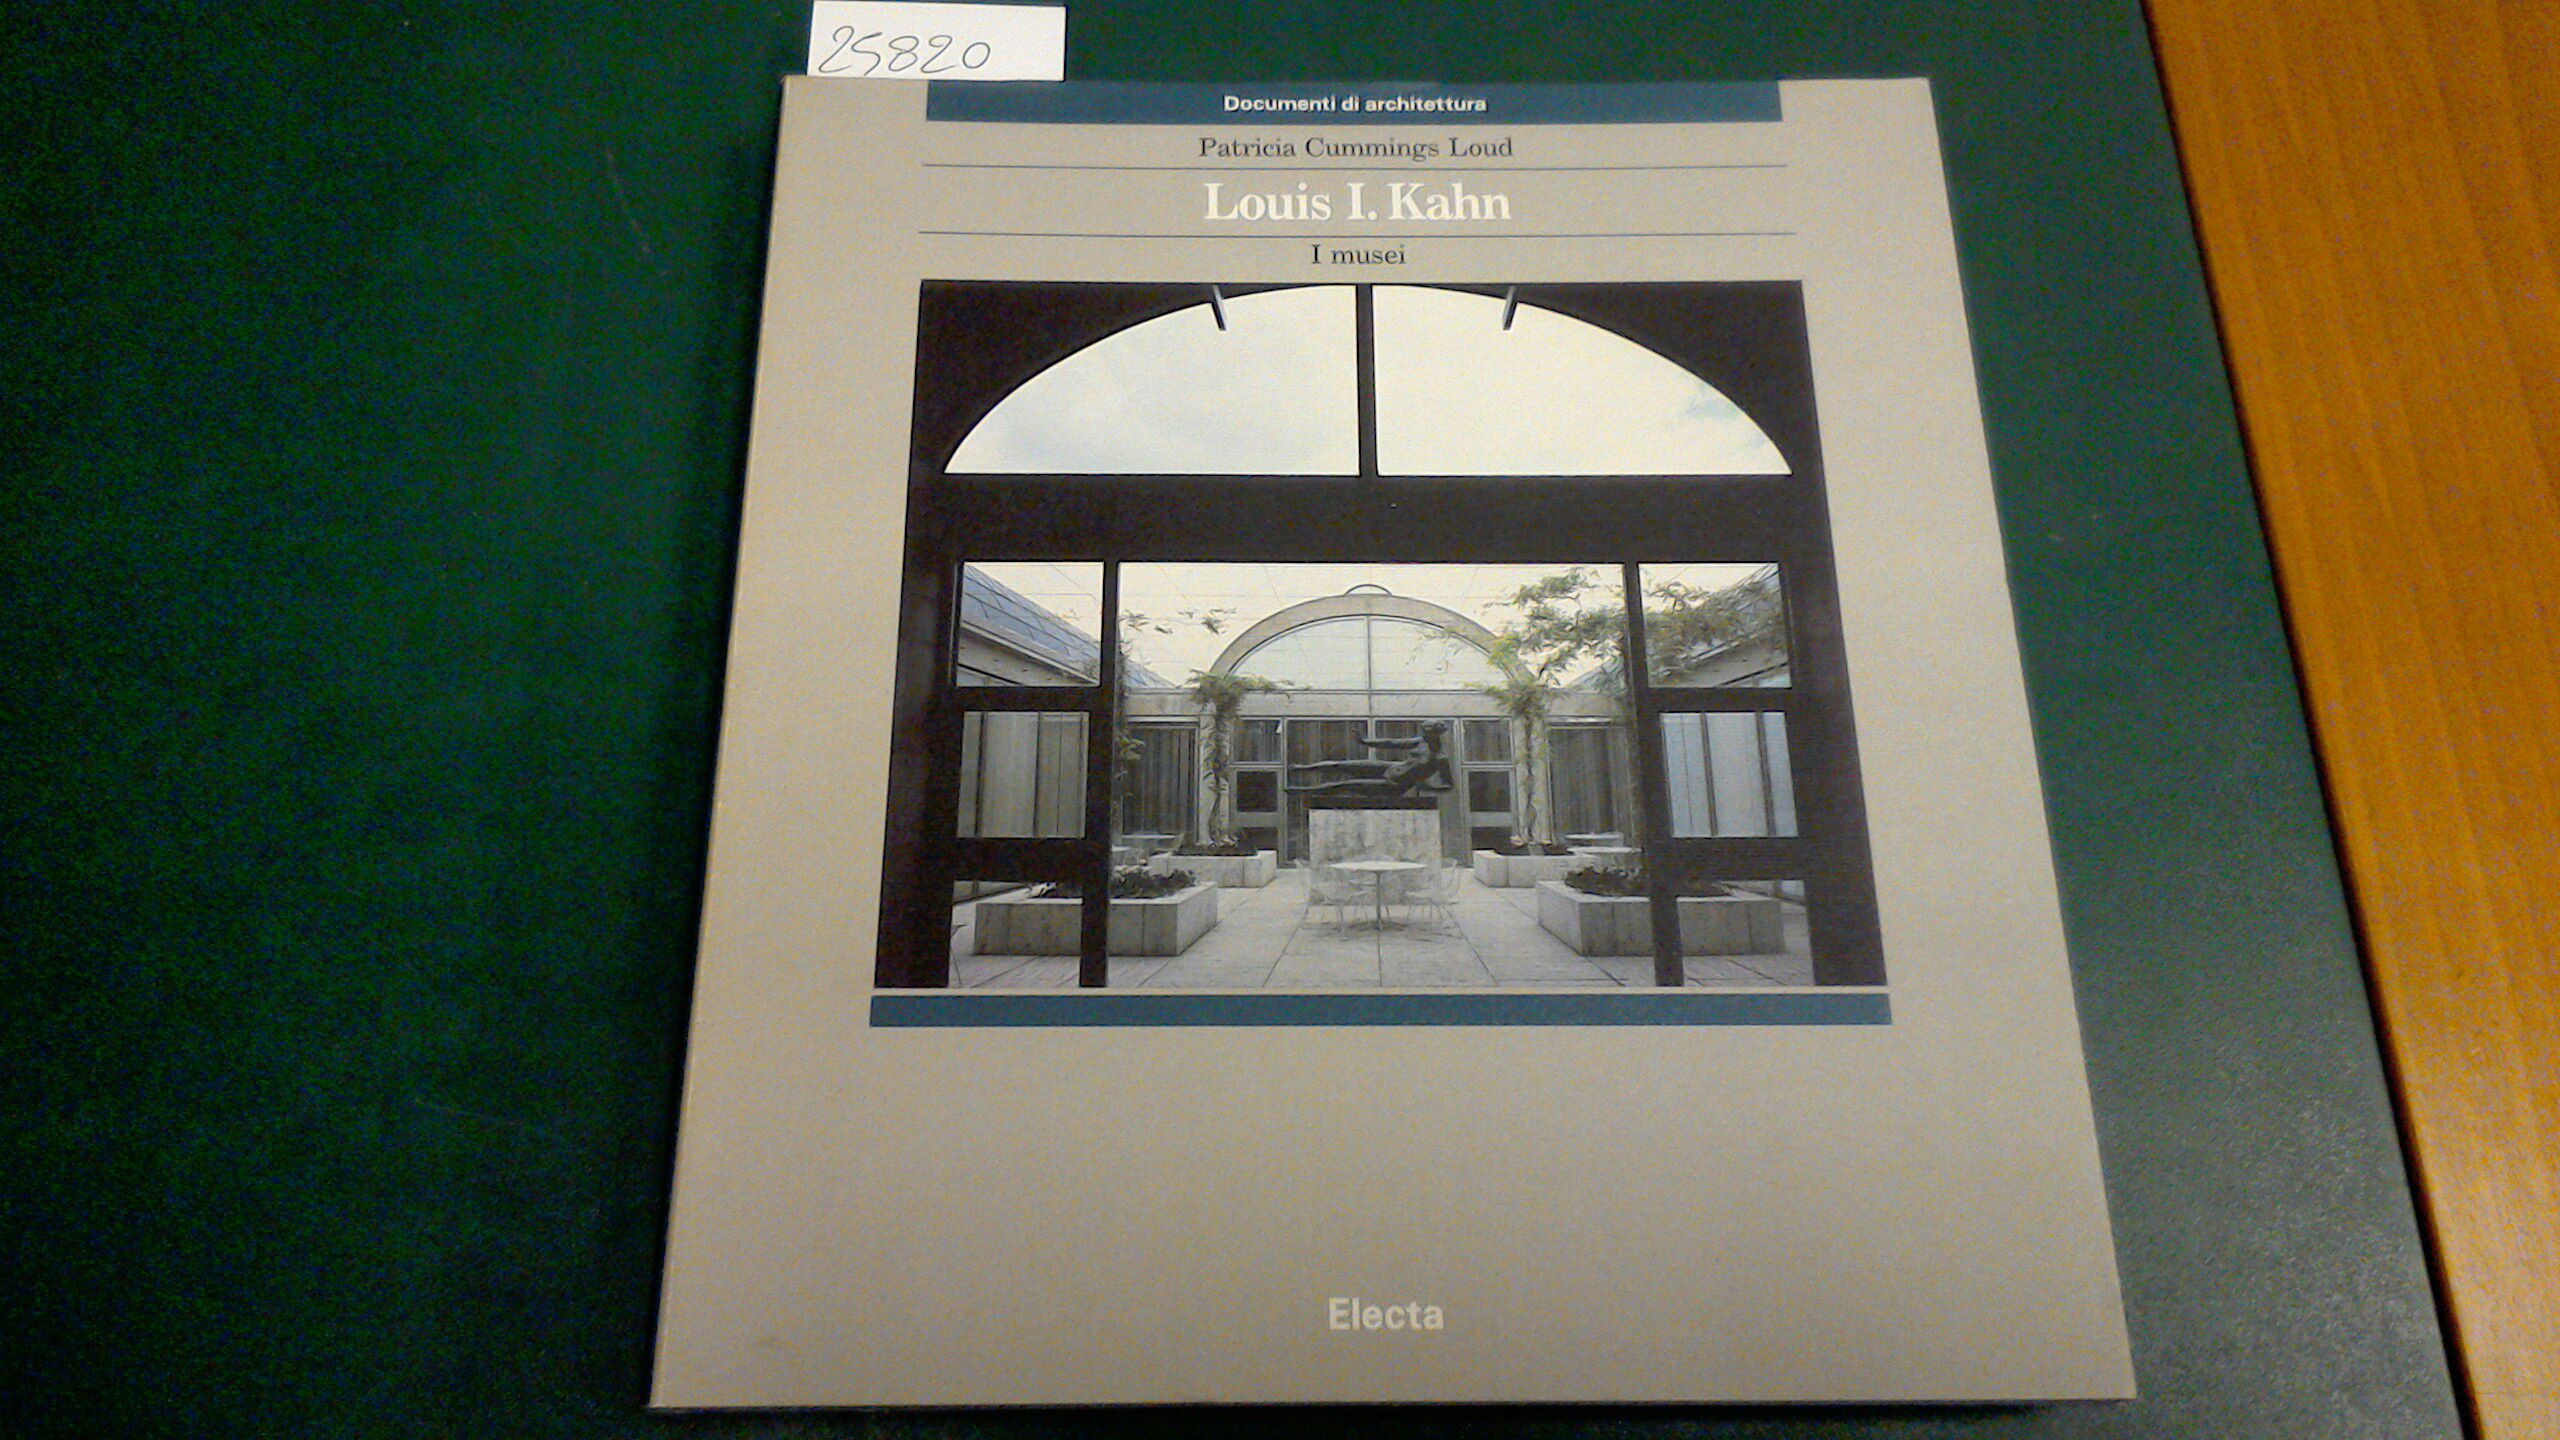 25820
Documenti di architettura
Patricia Cummings Loud
Louis I. Kahn
I musei
Electa